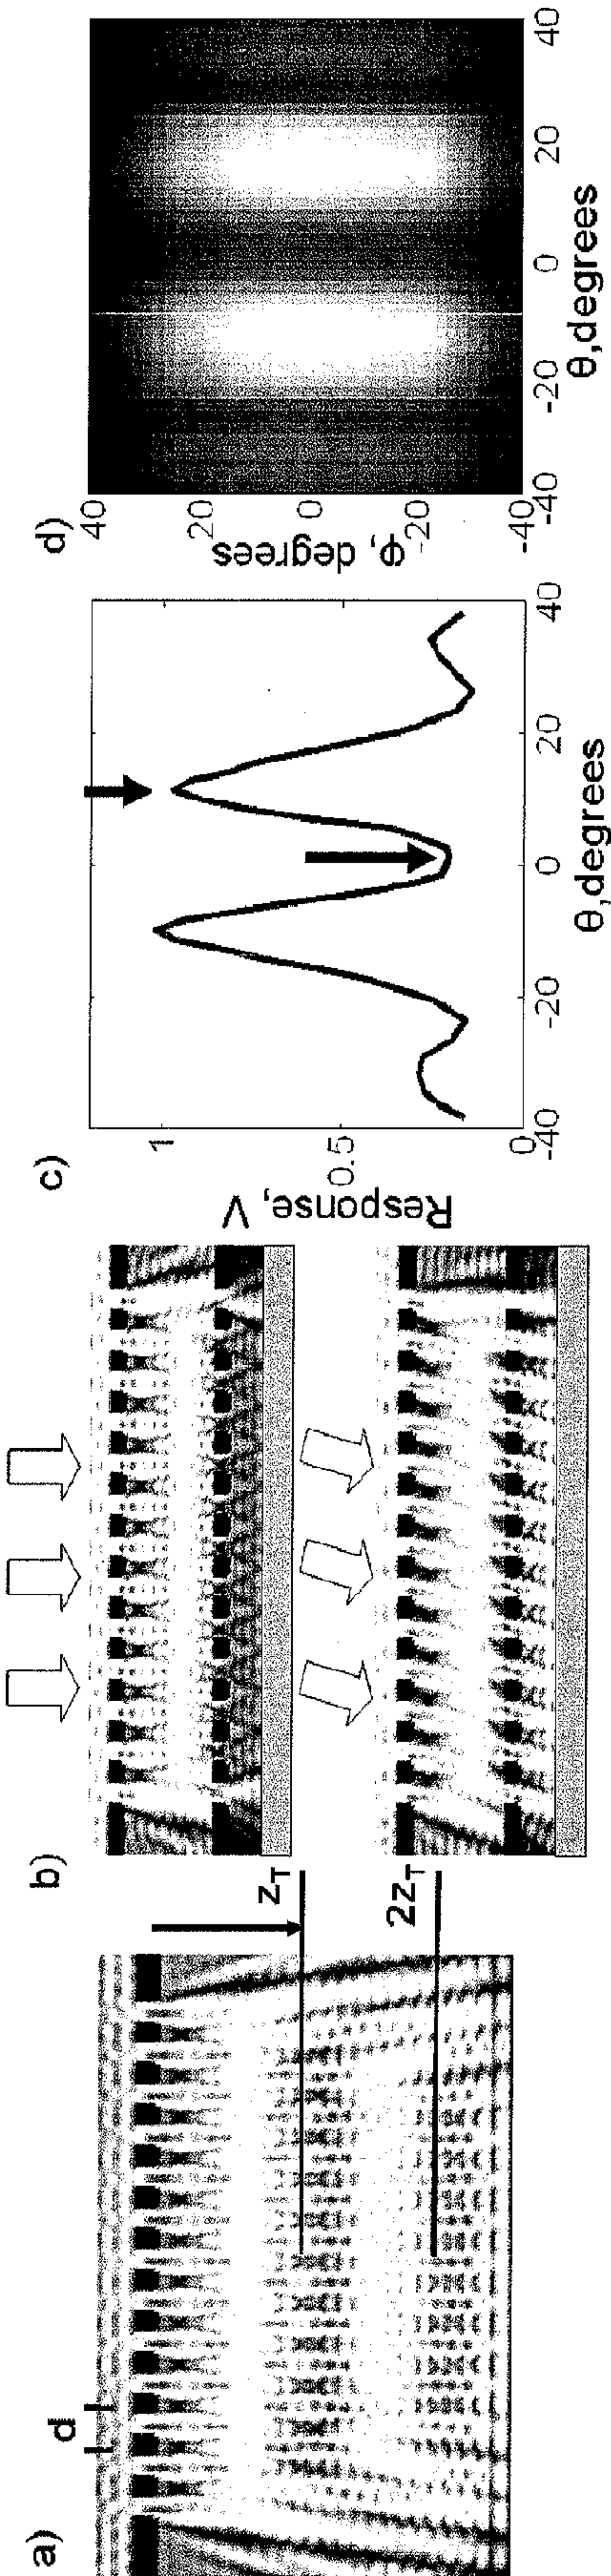 a)
d
z_T
2z_T
b)
c)
Response, V
1
0.5
0
-40
-20
0
20
40
θ,degrees
d)
φ, degrees
40
20
0
-20
-40
-40
-20
0
20
40
θ,degrees